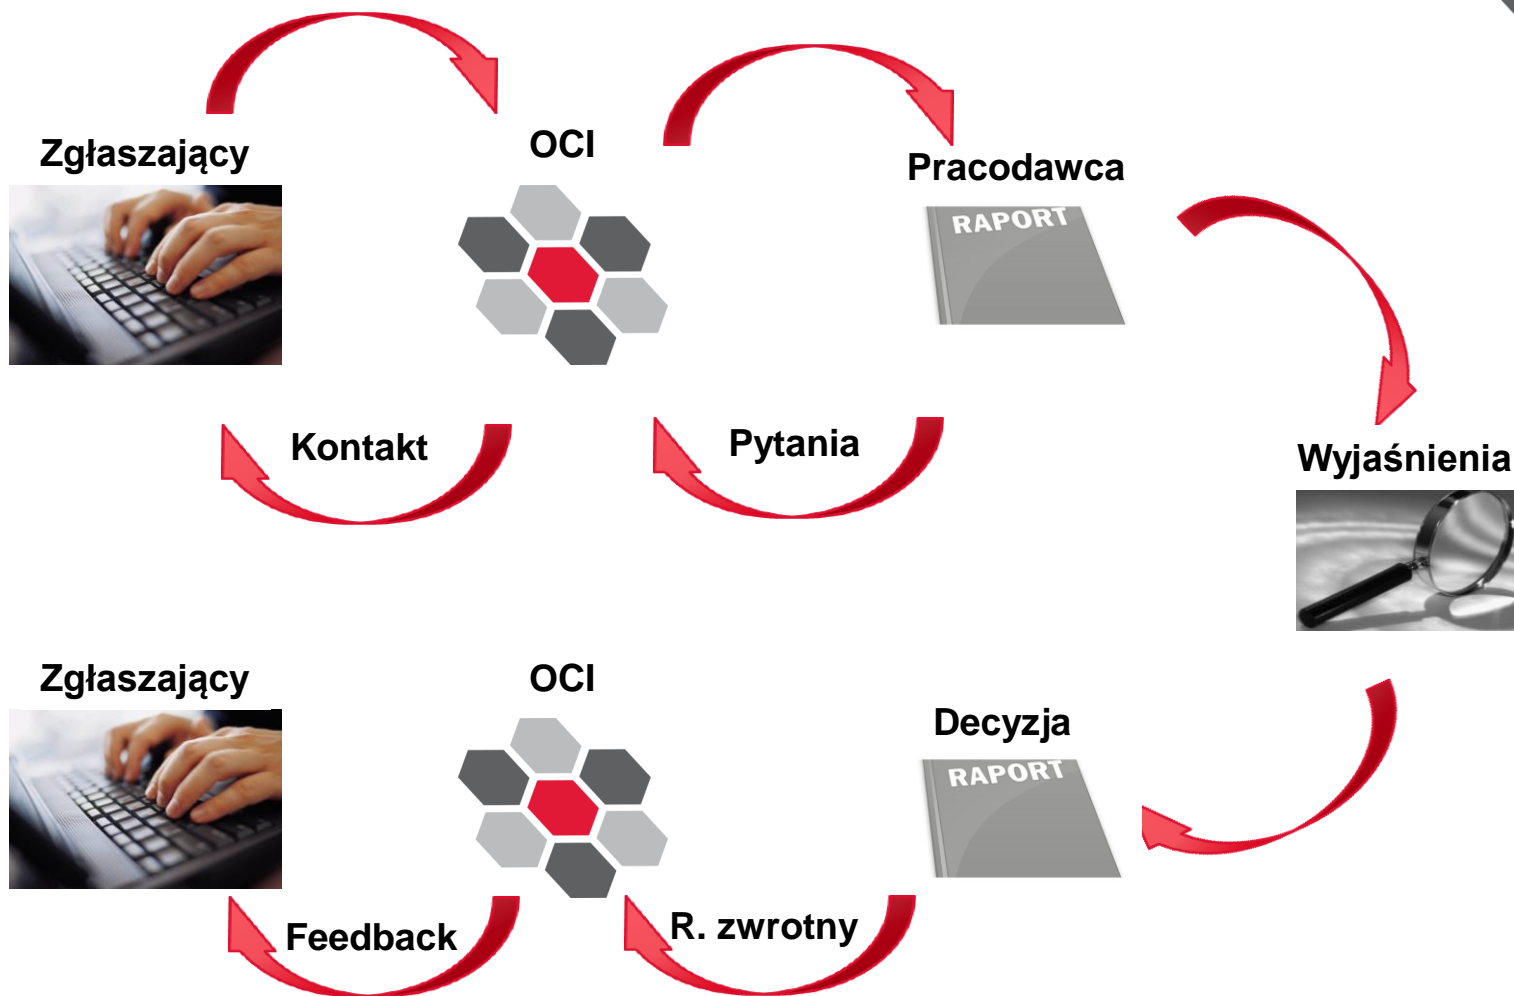 Zgłaszający
OCI
Pracodawca
RAPORT
Kontakt
Pytania
Wyjaśnienia
Zgłaszający
OCI
Decyzja
RAPORT
Feedback
R. zwrotny